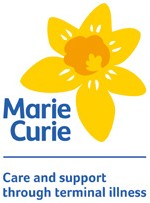 Marie
Curie
Care and support
through terminal illness